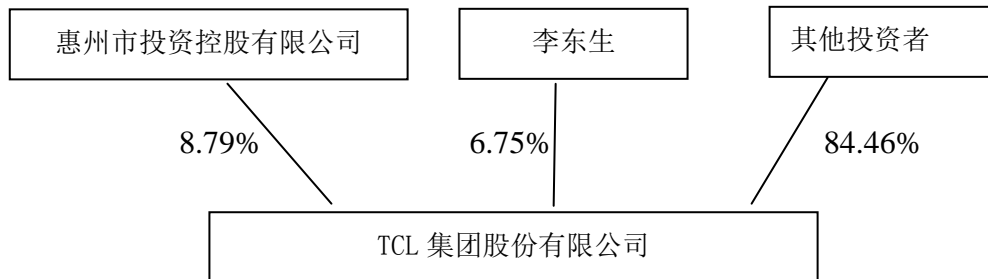 惠州市投资控股有限公司
李东生
其他投资者
8.79%
6.75%
84.46%
TCL 集团股份有限公司